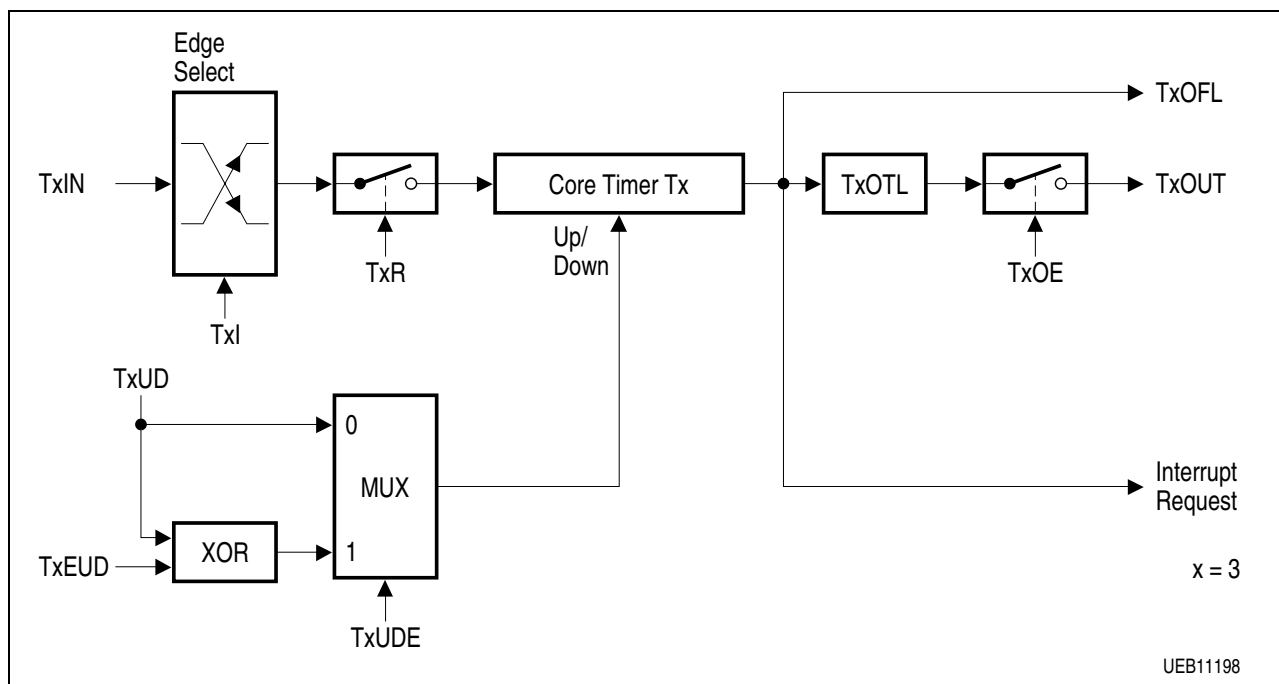 Edge
Select
TxOFL
TxIN
Core Timer Tx
TxOTL
TxOUT
Up/
Down
TxR
TxOE
TxI
TxUD
0
MUX
Interrupt
Request
XOR
1
TxEUD
x = 3
TxUDE
UEB11198